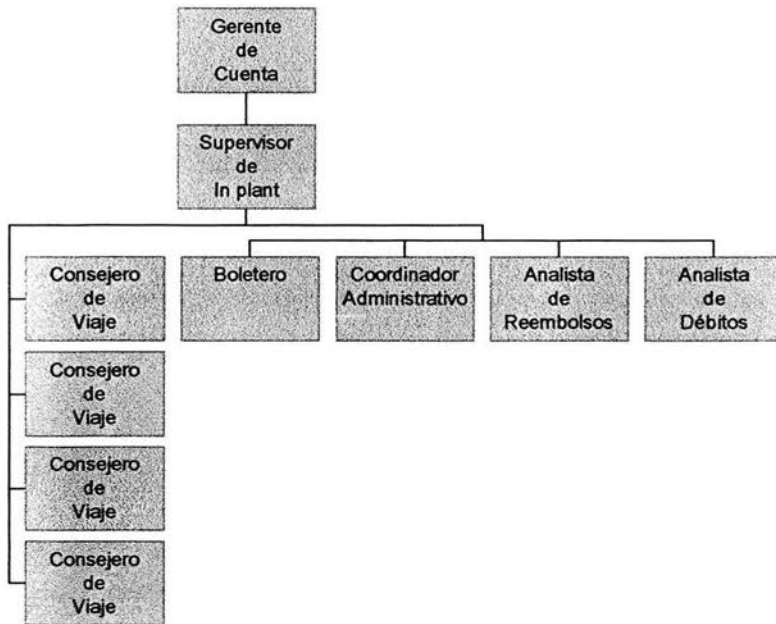 Gerente
de
Cuenta
Supervisor
de
In plant
Consejero
de
Viaje
Boletero
Coordinador
Administrativo
Analista
de
Reembolsos
Analista
de
Débitos
Consejero
de
Viaje
Consejero
de
Viaje
Consejero
de
Viaje